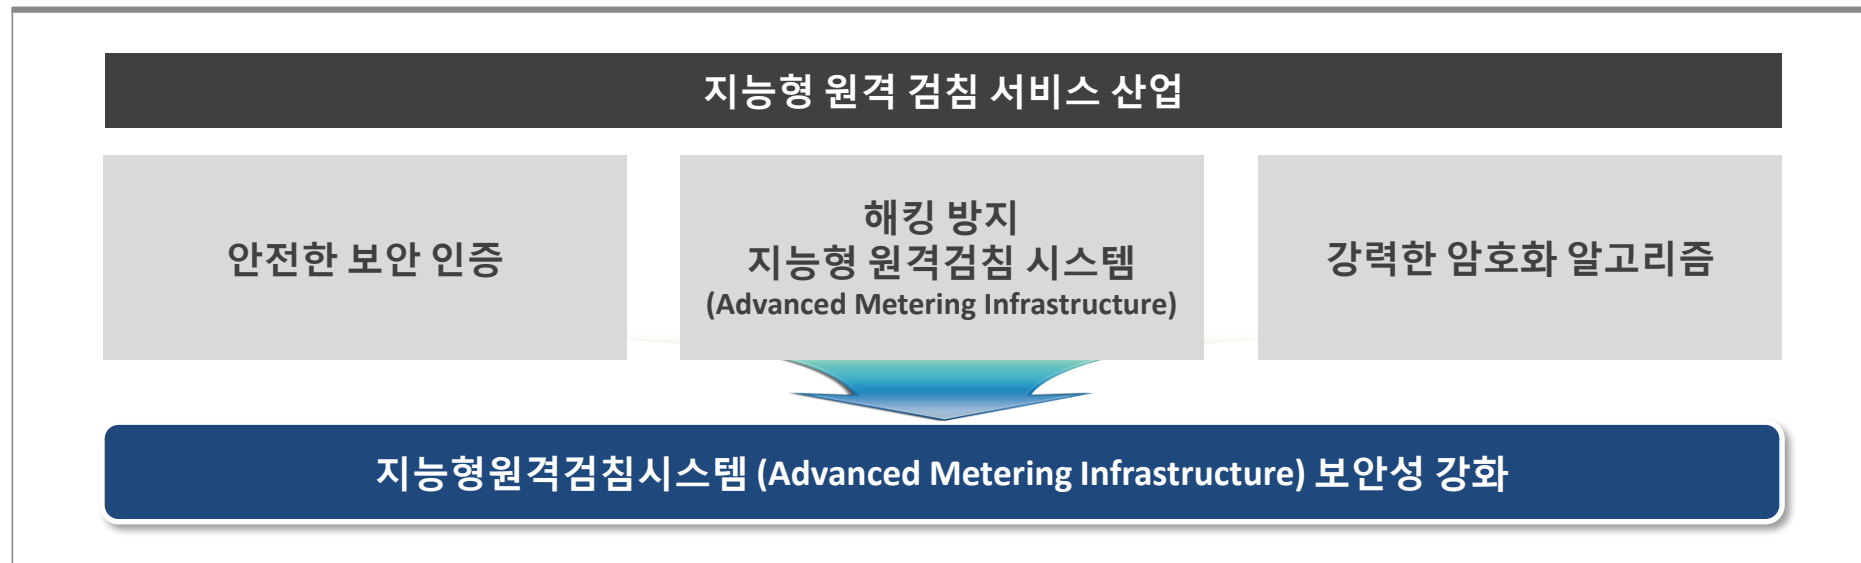 지능형 원격 검침 서비스 산업
안전한 보안 인증
해킹 방지
지능형 원격검침 시스템
(Advanced Metering Infrastructure)
강력한 암호화 알고리즘
지능형원격검침시스템 (Advanced Metering Infrastructure) 보안성 강화